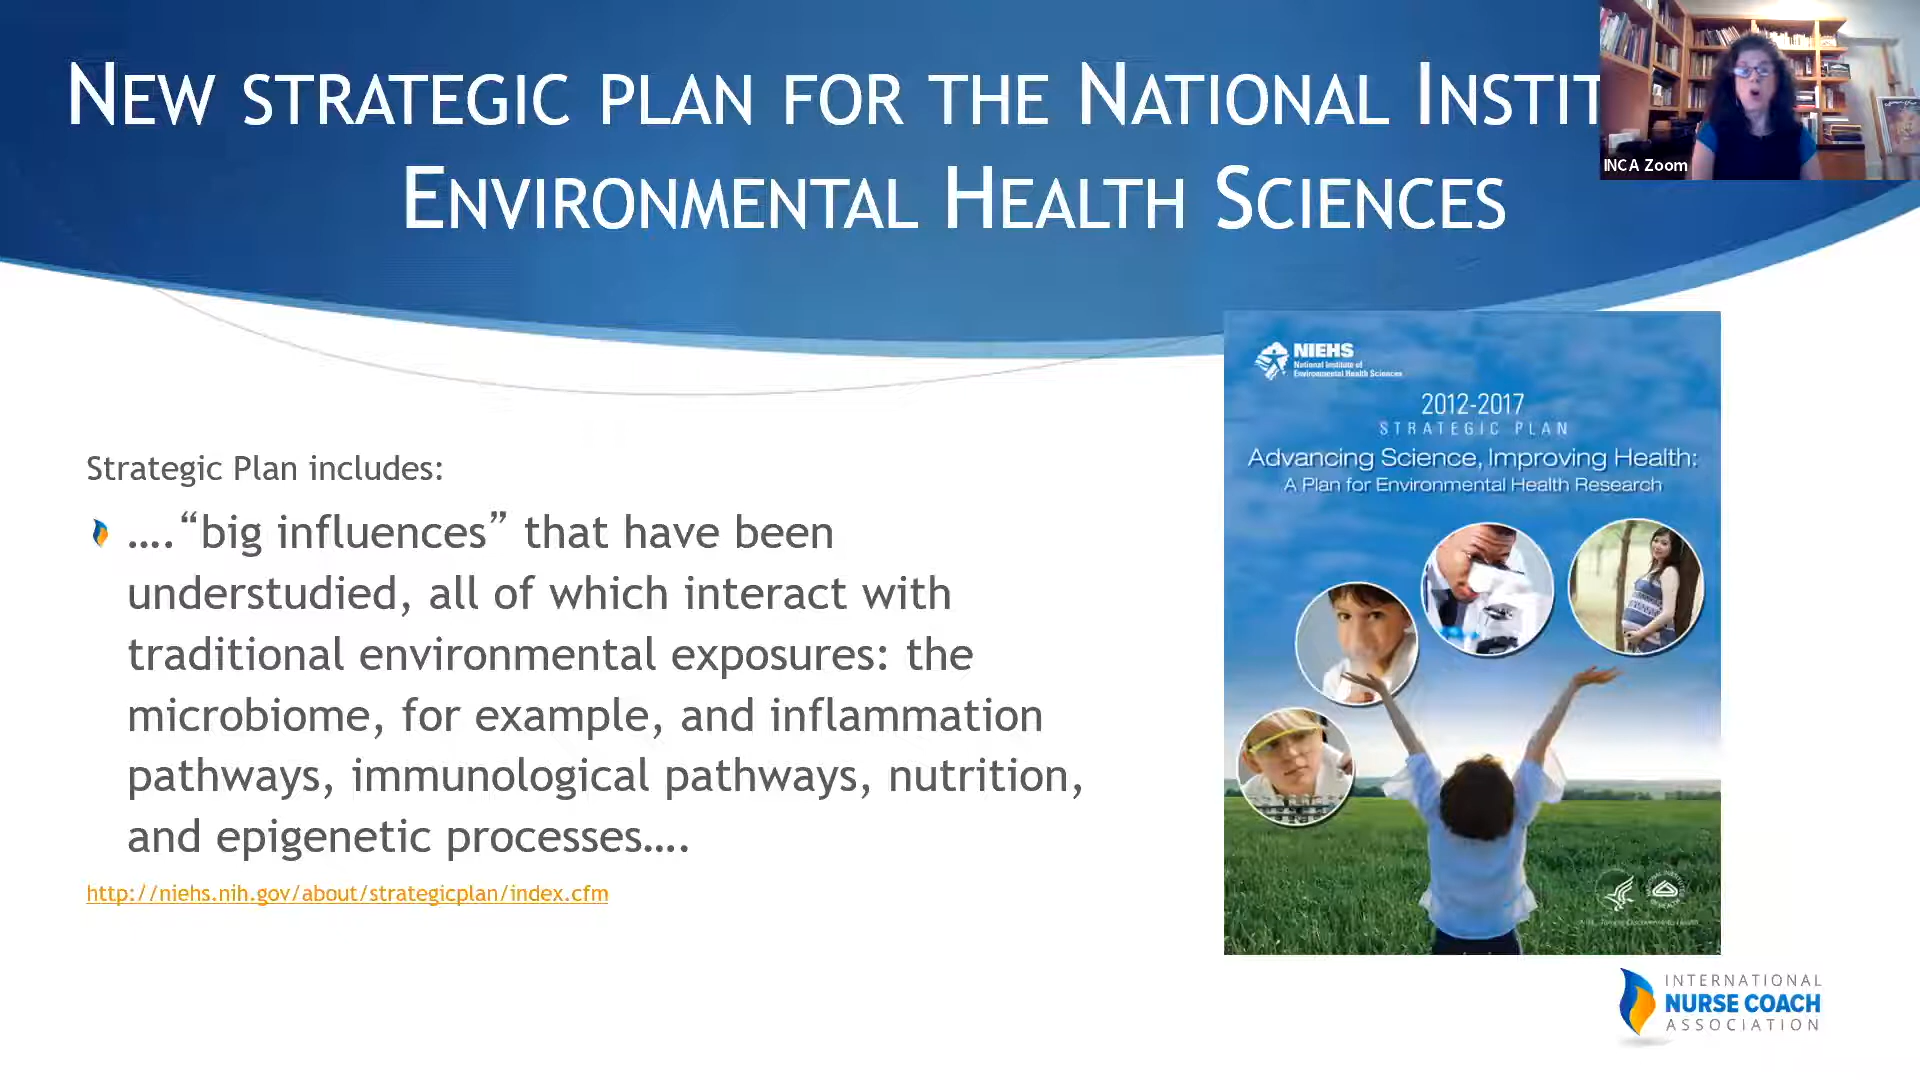 NEW STRATEGIC PLAN FOR THE NATIONAL INSTIT
ENVIRONMENTAL HEALTH SCIENCES
INCA Zoom
NIEHS
National Institute of
Environmental Health Sciences
2012-2017
STRATEGIC PLAN
Advancing Science, Improving Health:
A Plan for Environmental Health Research
Strategic Plan includes:
…."big influences" that have been
understudied, all of which interact with
traditional environmental exposures: the
microbiome, for example, and inflammation
pathways, immunological pathways, nutrition,
and epigenetic processes….
http://niehs.nih.gov/about/strategicplan/index.cfm
INTERNATIONAL
NURSE COACH
ASSOCIATION